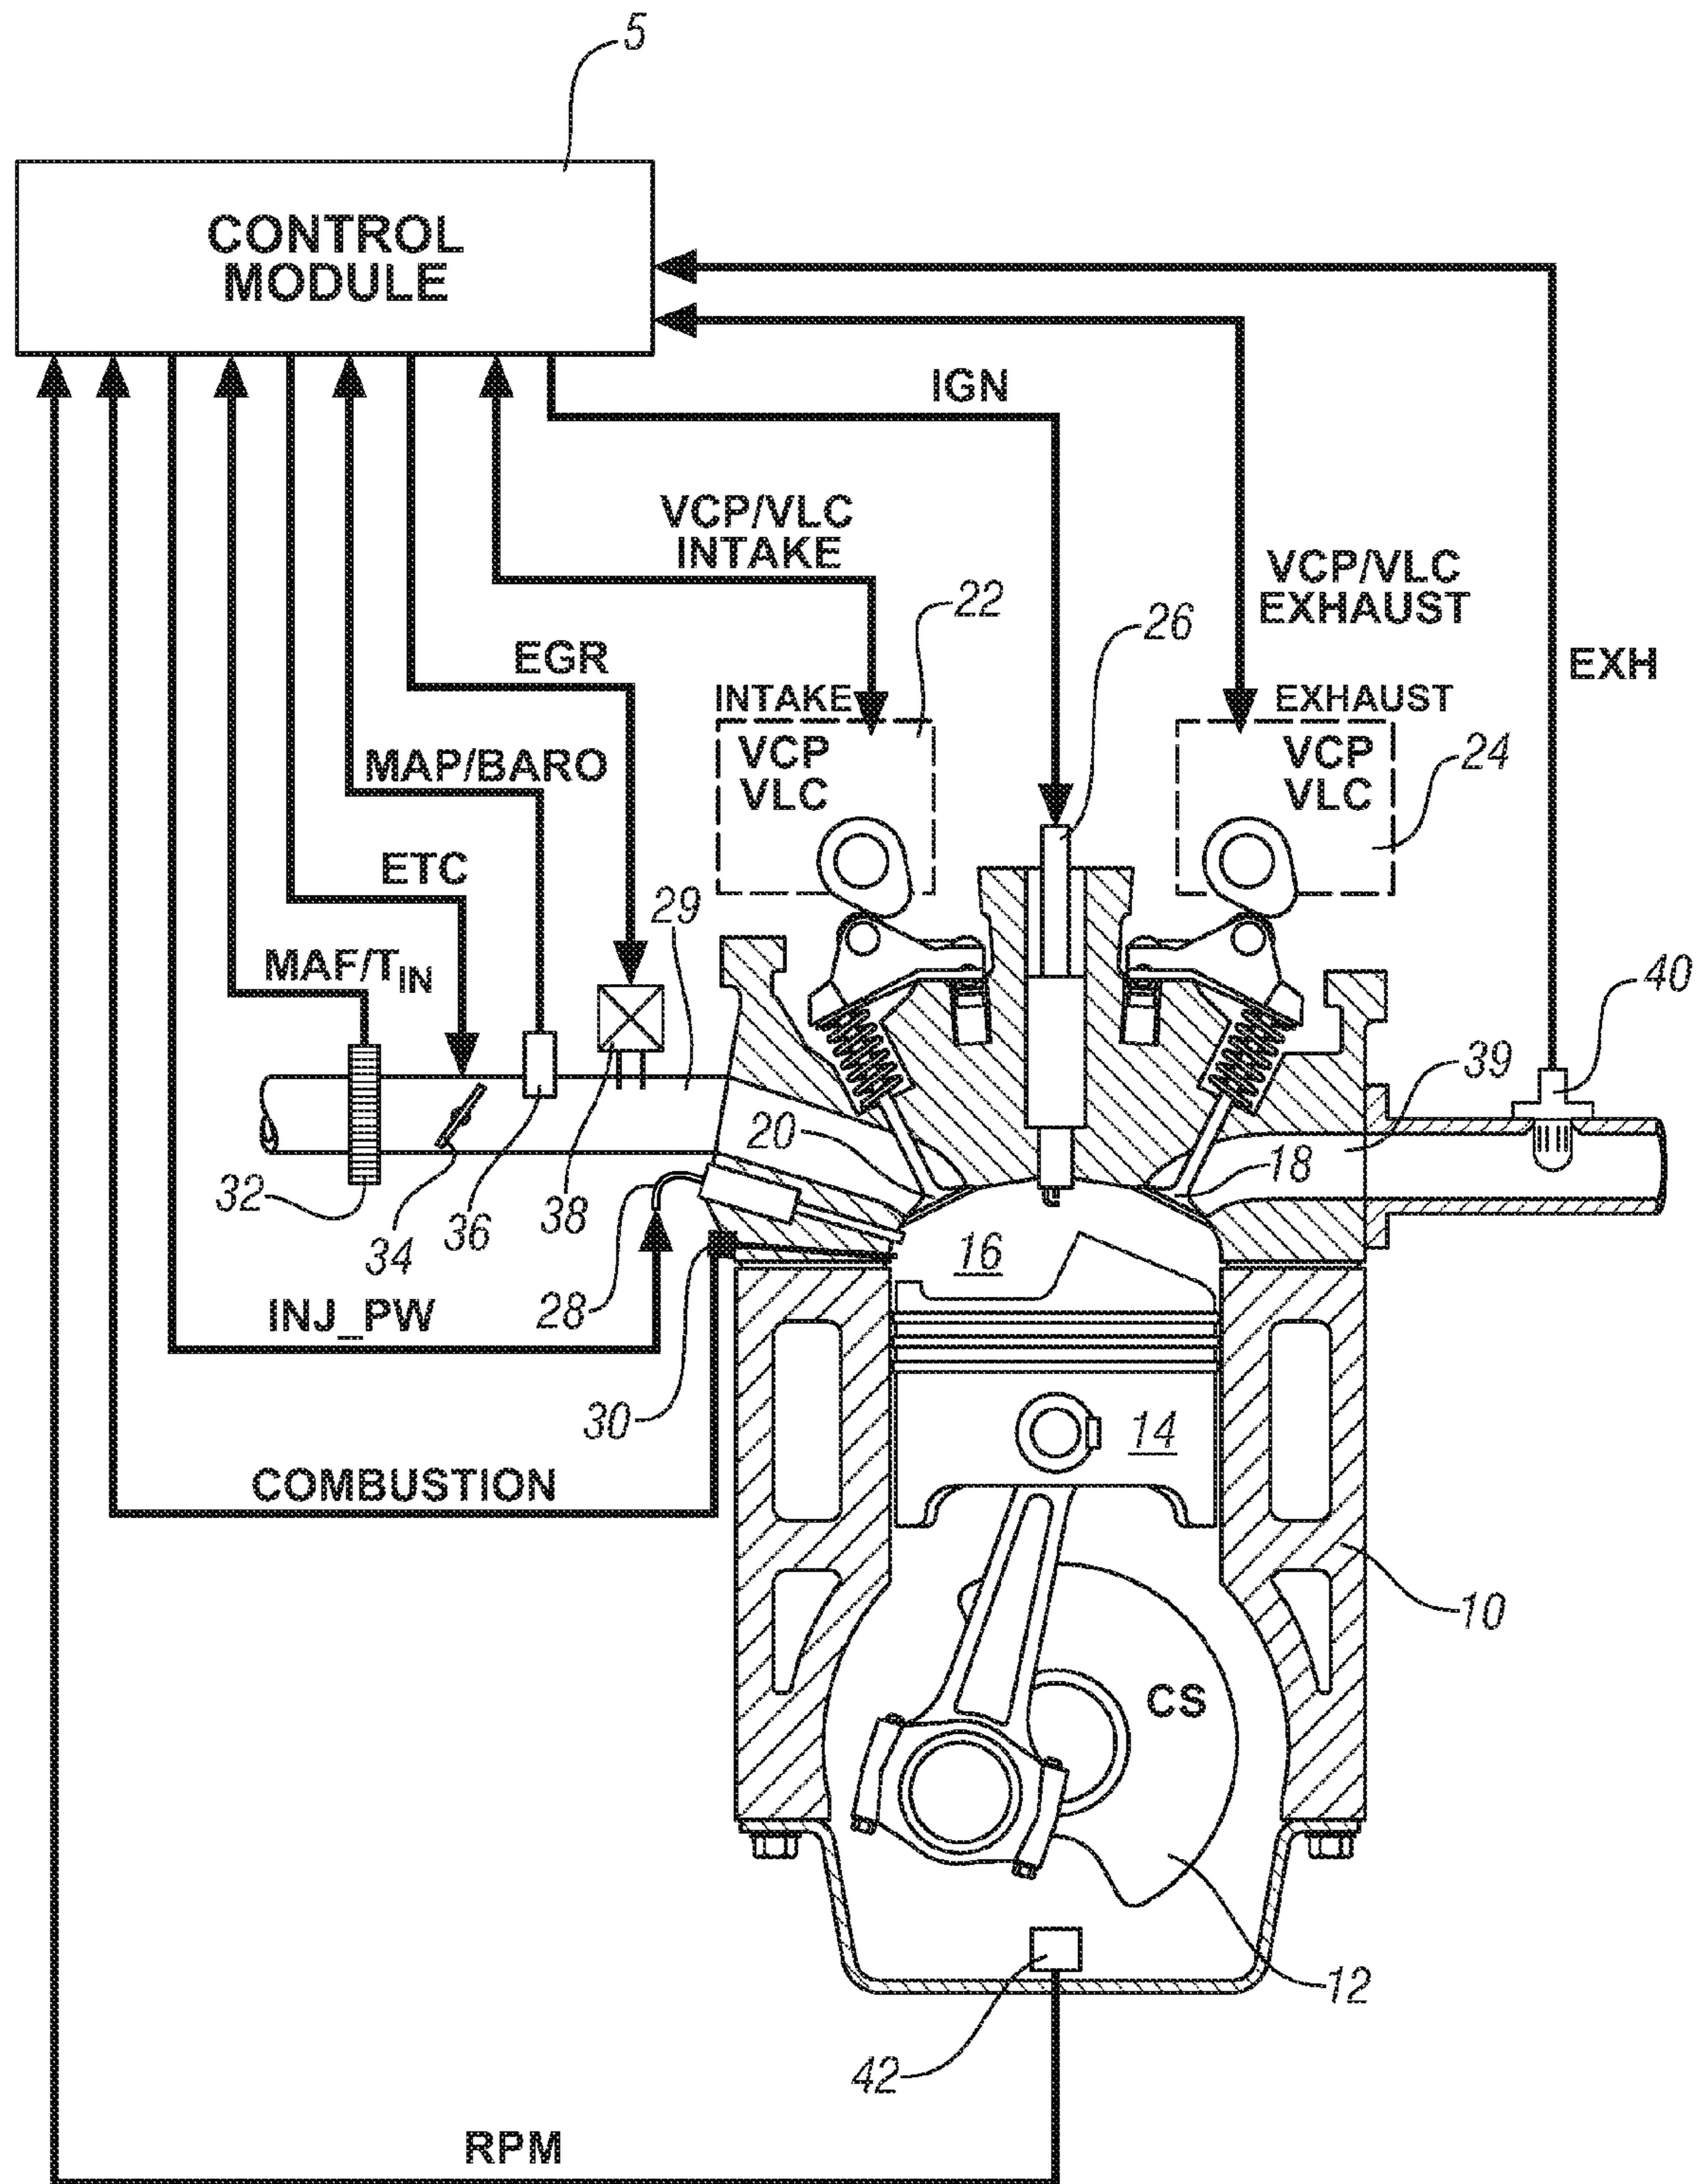 5
CONTROL
MODULE
IGN
VCP/VLC
INTAKE
VCP/VLC
EXHAUST
22
26
EGR
EXH
INTAKE
EXHAUST
VCP
VLC
VCP
VLC
24
MAP/BARO
ETC
29
MAF/TIN
40
39
20
18
32
34
36
38
28
16
INJ_PW
30
14
COMBUSTION
10
CS
12
42
RPM